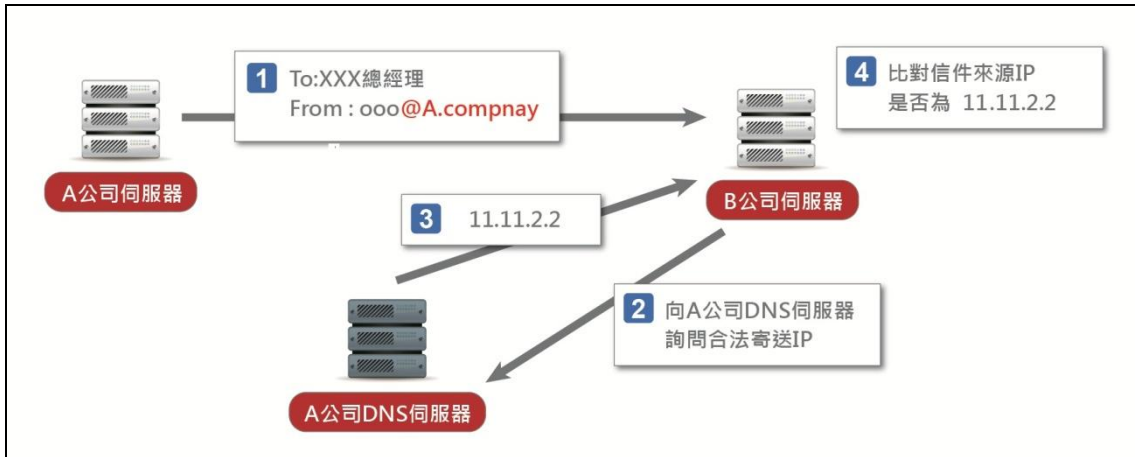 1 To:XXX總經理
From : ooo@A.compnay
4 比對信件來源IP
是否為 11.11.2.2
A公司伺服器
B公司伺服器
3 11.11.2.2
2 向A公司DNS伺服器
詢問合法寄送IP
A公司DNS伺服器